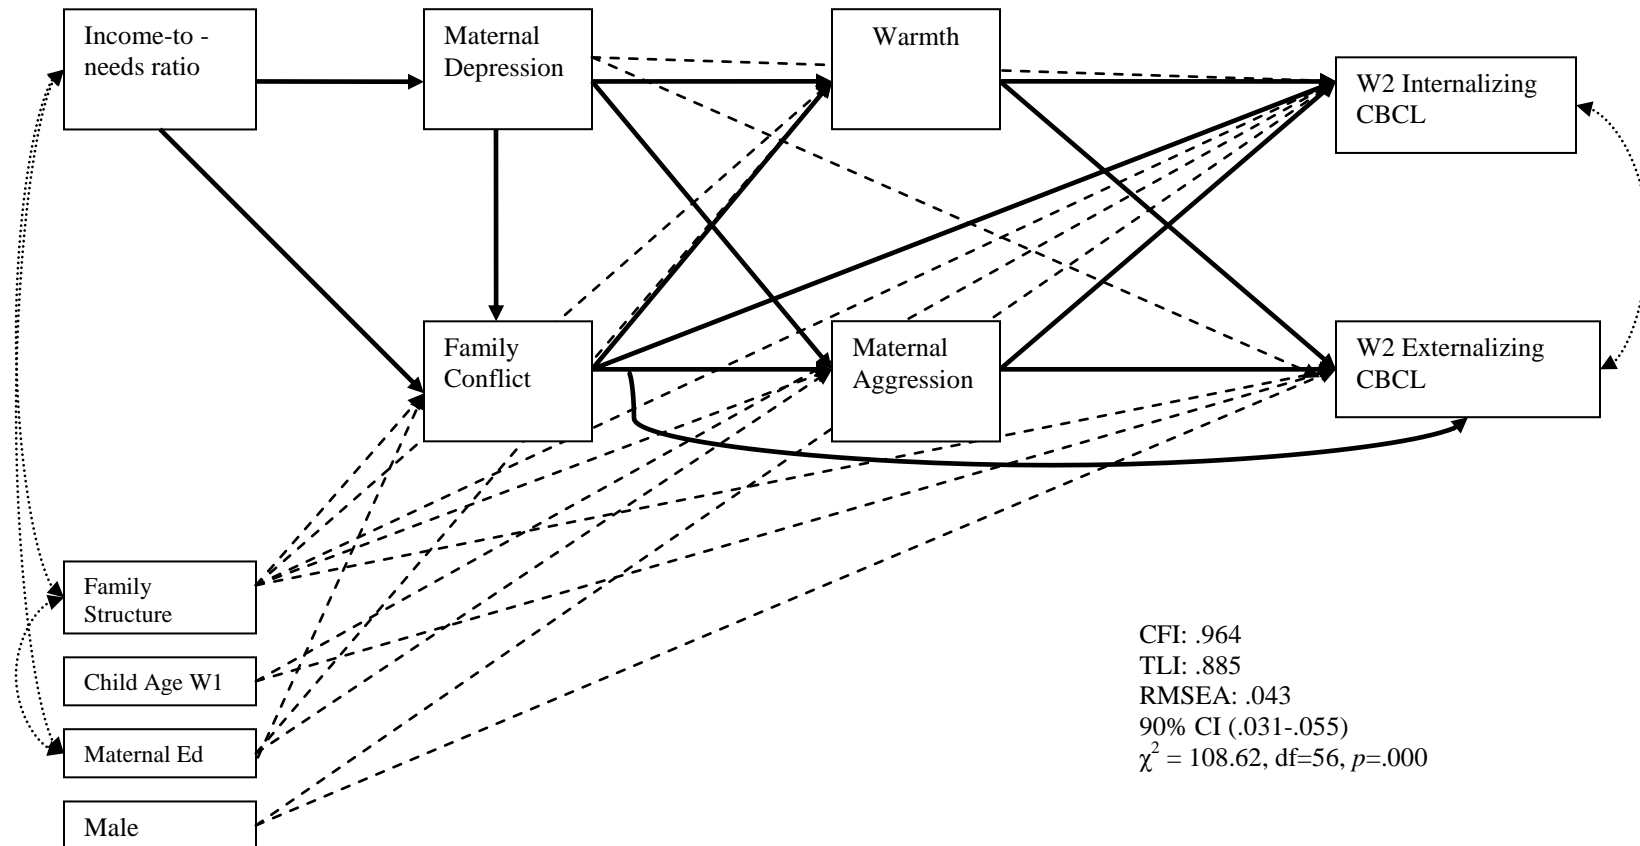 Income-to -
needs ratio
Maternal
Depression
Warmth
W2 Internalizing
CBCL
Family
Conflict
Maternal
Aggression
W2 Externalizing
CBCL
Family
Structure
Child Age W1
Maternal Ed
Male
CFI: .964
TLI: .885
RMSEA: .043
90% CI (.031-.055)
χ² = 108.62, df=56, p=.000